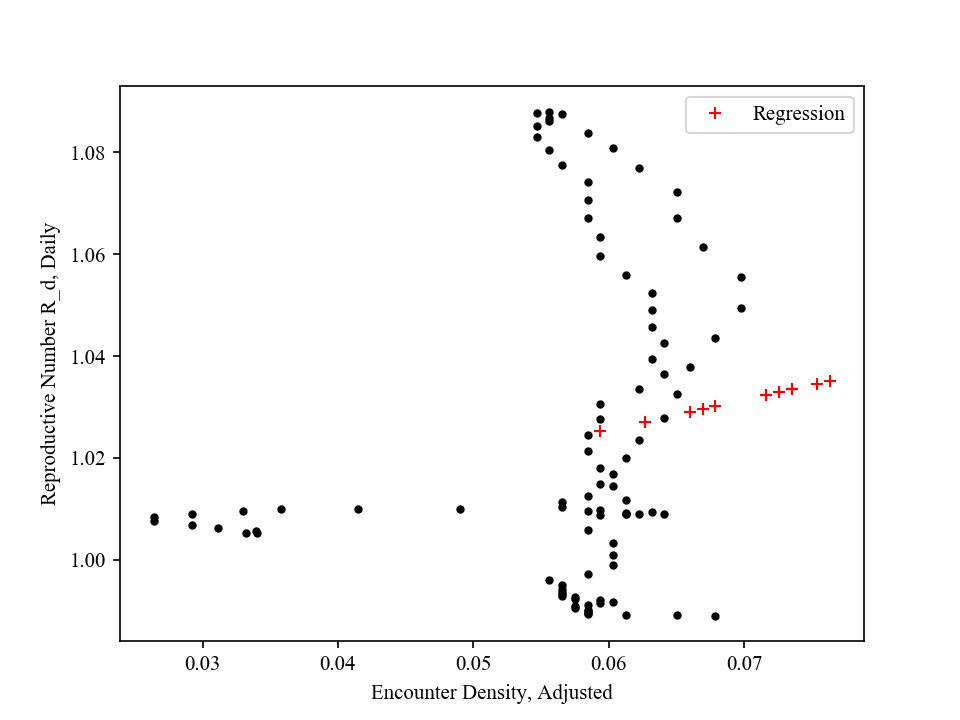 Regression
1.08
1.06
1.04
1.02
1.00
Reproductive Number R_d, Daily
0.03 0.04 0.05 0.06 0.07
Encounter Density, Adjusted